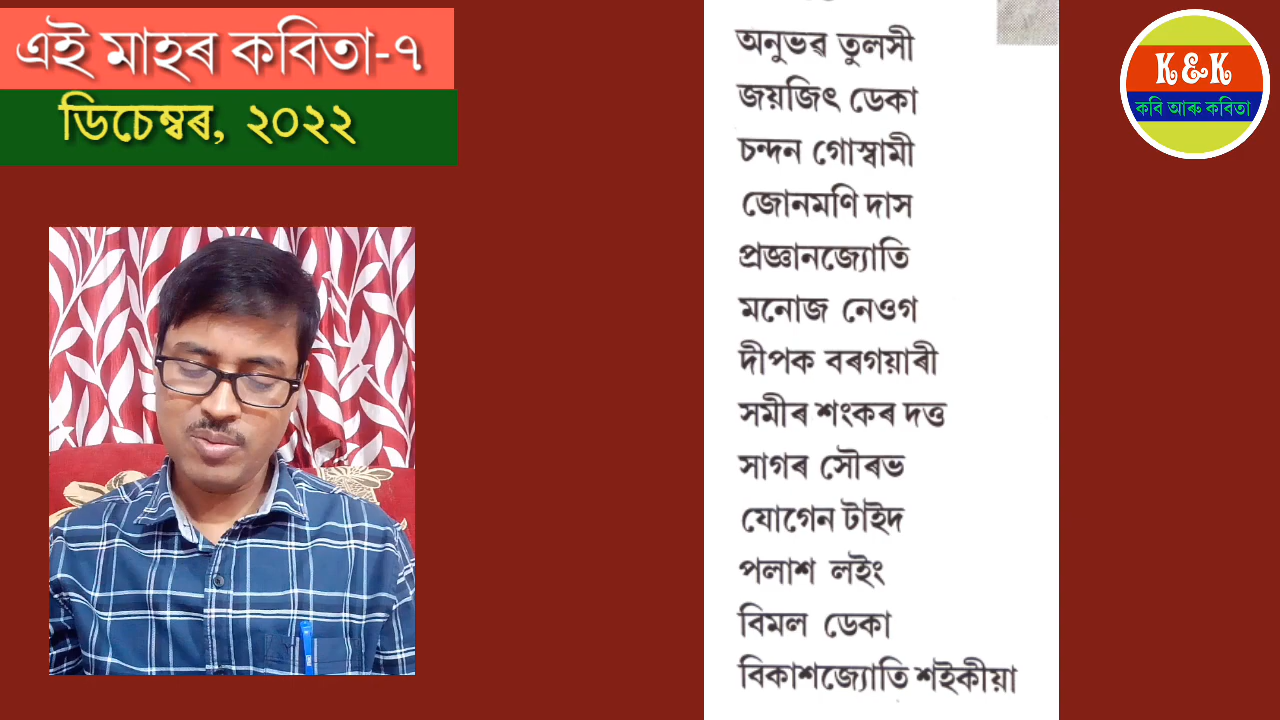 এই মাহৰ কবিতা-৭
ডিচেম্বৰ, ২০২২
অনুভৱ তুলসী
জয়জিৎ ডেকা
চন্দন গোস্বামী
জোনমণি দাস
প্ৰজ্ঞানজ্যোতি
মনোজ নেওগ
দীপক বৰগয়াৰী
সমীৰ শংকৰ দত্ত
সাগৰ সৌৰভ
যোগেন টাইদ
পলাশ লইং
বিমল ডেকা
বিকাশজ্যোতি শইকীয়া
K&K
কবি আৰু কবিতা